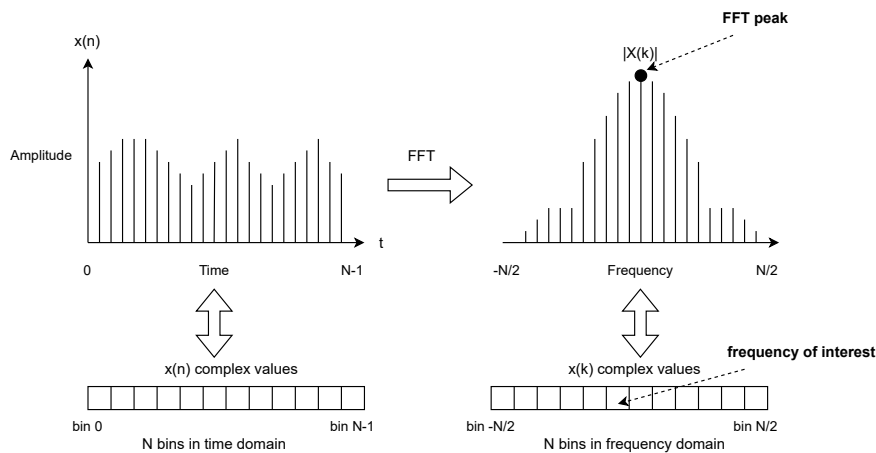 FFT peak
x(n)
|X(k)|
Amplitude
FFT
t
0
Time
N-1
-N/2
Frequency
N/2
frequency of interest
x(n) complex values
x(k) complex values
bin 0
bin N-1
bin -N/2
bin N/2
N bins in time domain
N bins in frequency domain